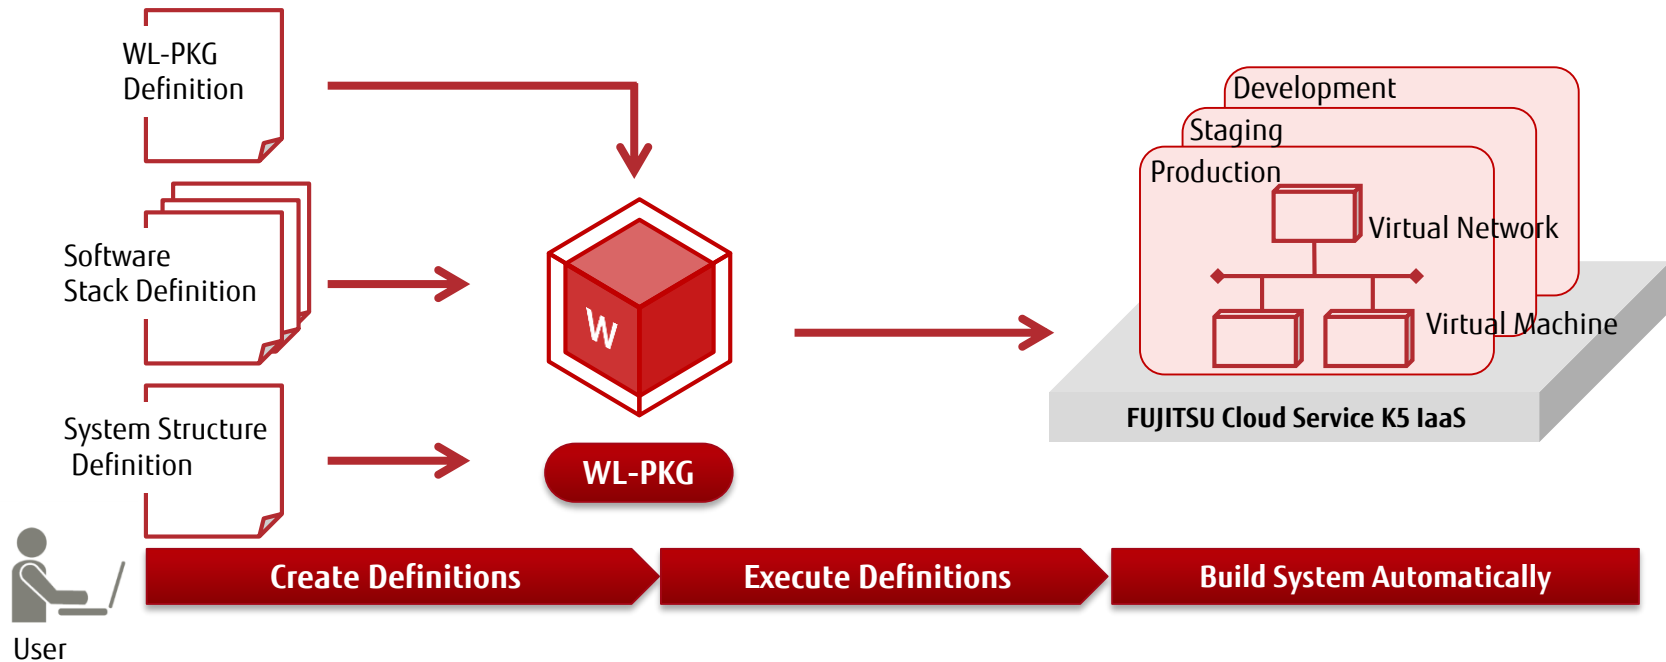 WL-PKG
Definition
Software
Stack Definition
System Structure
Definition
W
WL-PKG
Development
Staging
Production
Virtual Network
Virtual Machine
FUJITSU Cloud Service K5 IaaS
Create Definitions
Execute Definitions
Build System Automatically
User